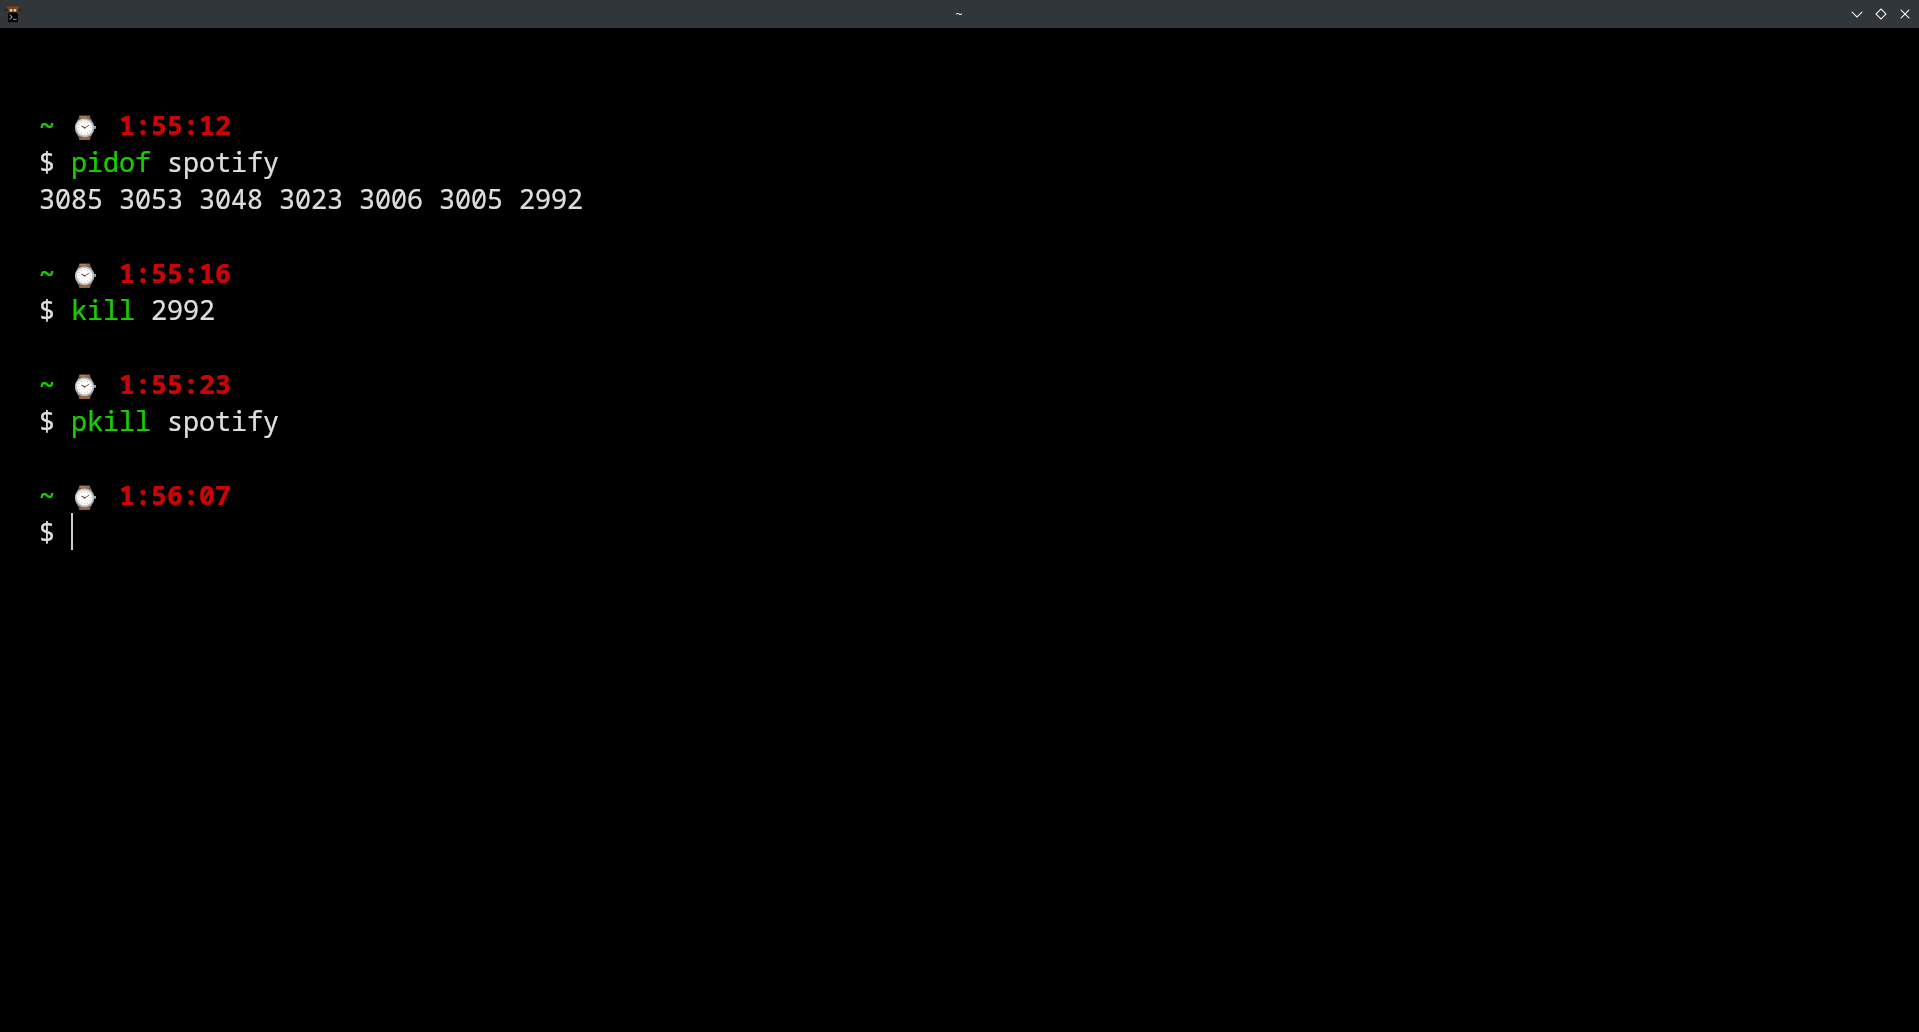 ~
~ ⌚ 1:55:12
$ pidof spotify
3085 3053 3048 3023 3006 3005 2992
~ ⌚ 1:55:16
$ kill 2992
~ ⌚ 1:55:23
$ pkill spotify
~ ⌚ 1:56:07
$